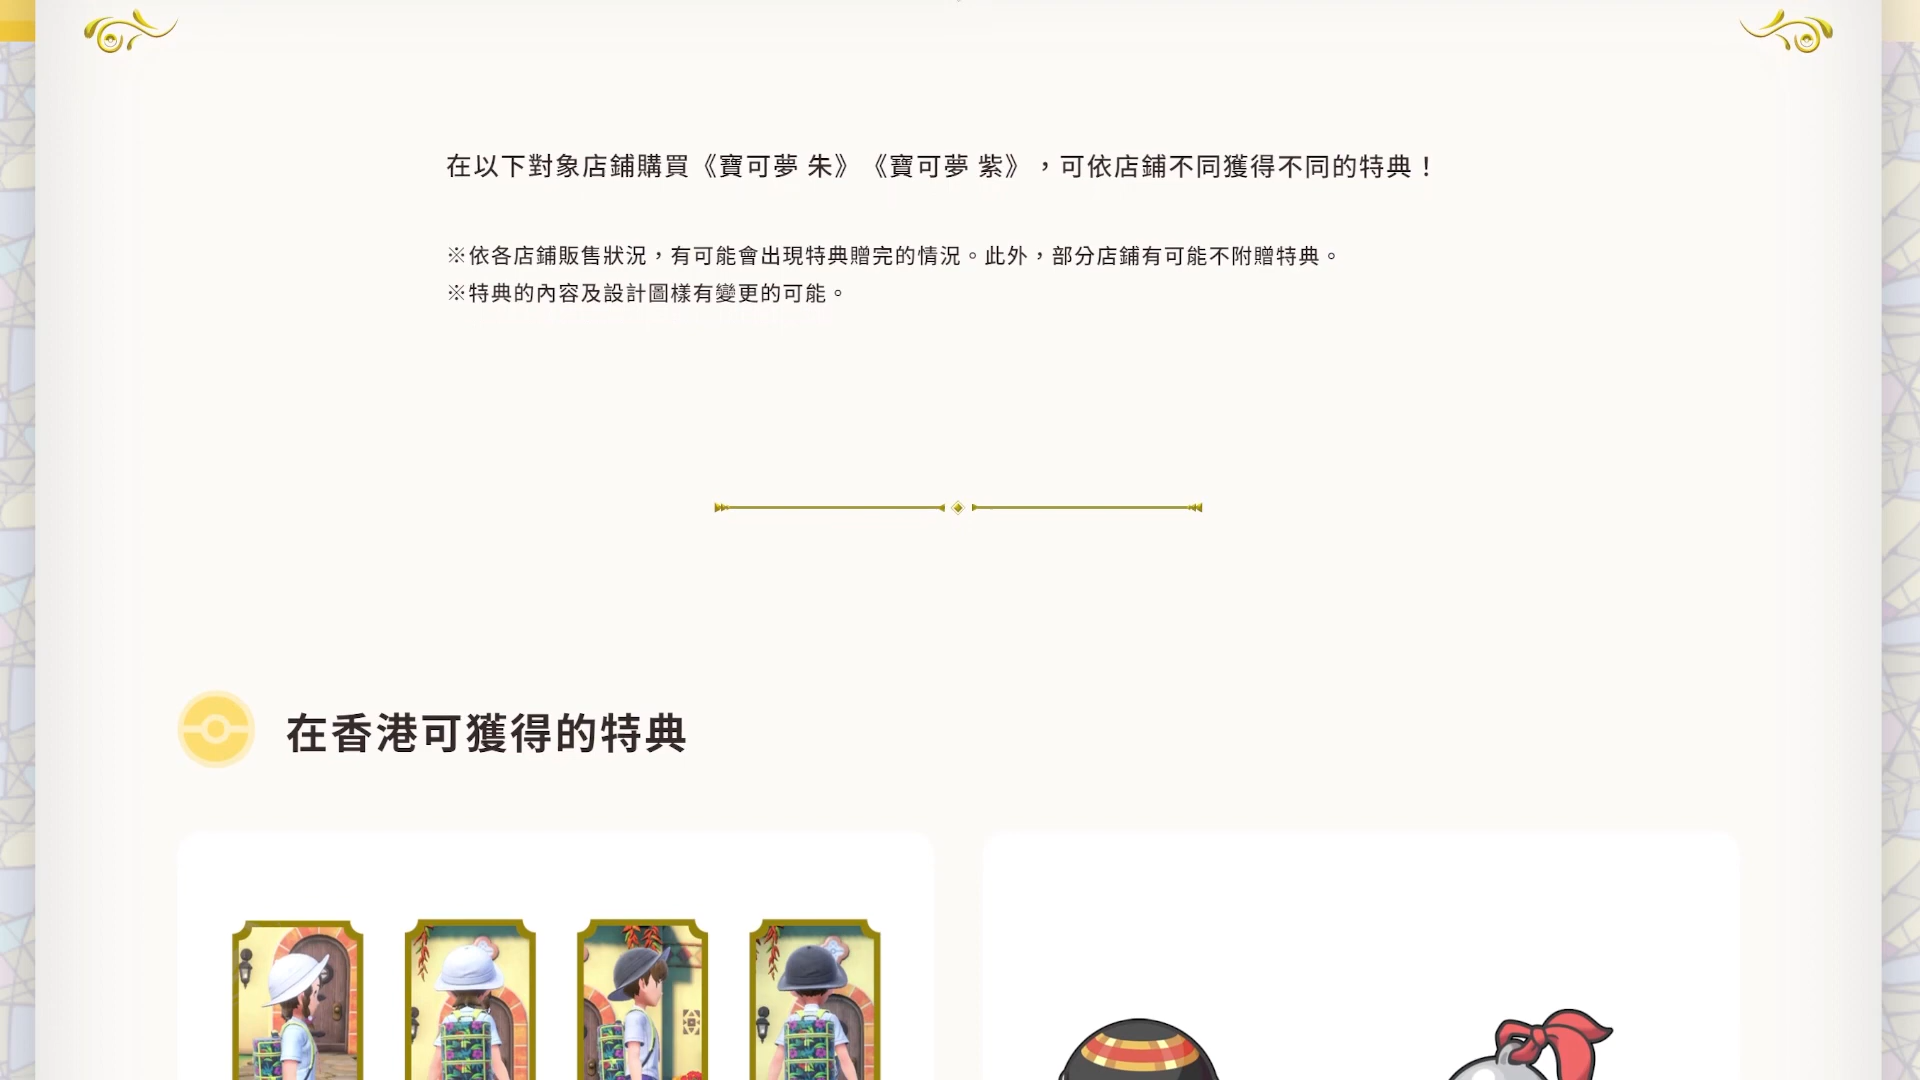 在以下對象店鋪購買《寶可夢 朱》《寶可夢 紫》，可依店鋪不同獲得不同的特典！
※依各店鋪販售狀況，有可能會出現特典贈完的情況。此外，部分店鋪有可能不附贈特典。
※特典的內容及設計圖樣有變更的可能。
在香港可獲得的特典